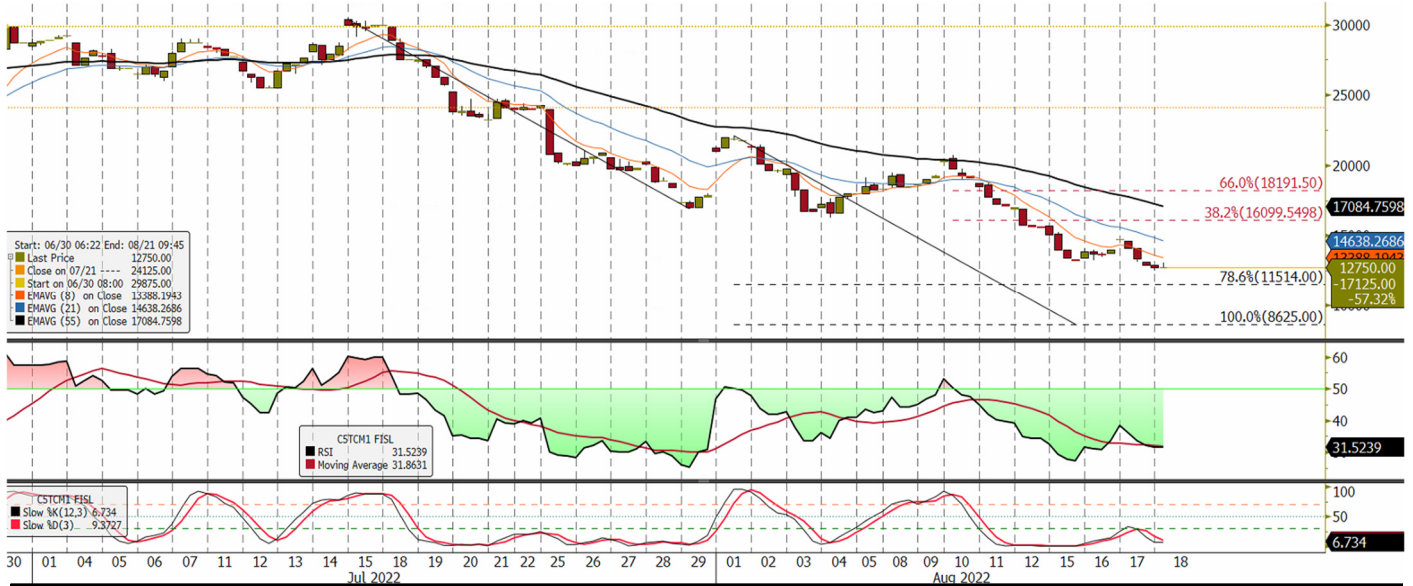 30000
25000
20000
66.0%(18191.50)
17084.7598
38.2%(16099.5498
14638.2686
12750.00
-17125.00
-57.32%
78.6%(11514.00)
100.0%(8625.00)
Start: 06/30 06:22 End: 08/21 09:45
Last Price 12750.00
Close on 07/21 ---- 24125.00
Start on 06/30 08:00 29875.00
EMAVG (8) on Close 13388.1943
EMAVG (21) on Close 14638.2686
EMAVG (55) on Close 17084.7598
60
50
40
31.5239
C5TCM1 FISL
RSI 31.5239
Moving Average 31.8631
100
50
6.734
C5TCM1 FISL
Slow %K(12,3) 6.734
Slow %D(3) 9.3727
30 01 04 05 06 07 11 12 13 14 15 18 19 20 21 22 25 26 27 28 29 01 02 03 04 05 08 09 10 11 12 15 16 17 18
Jul 2022 Aug 2022